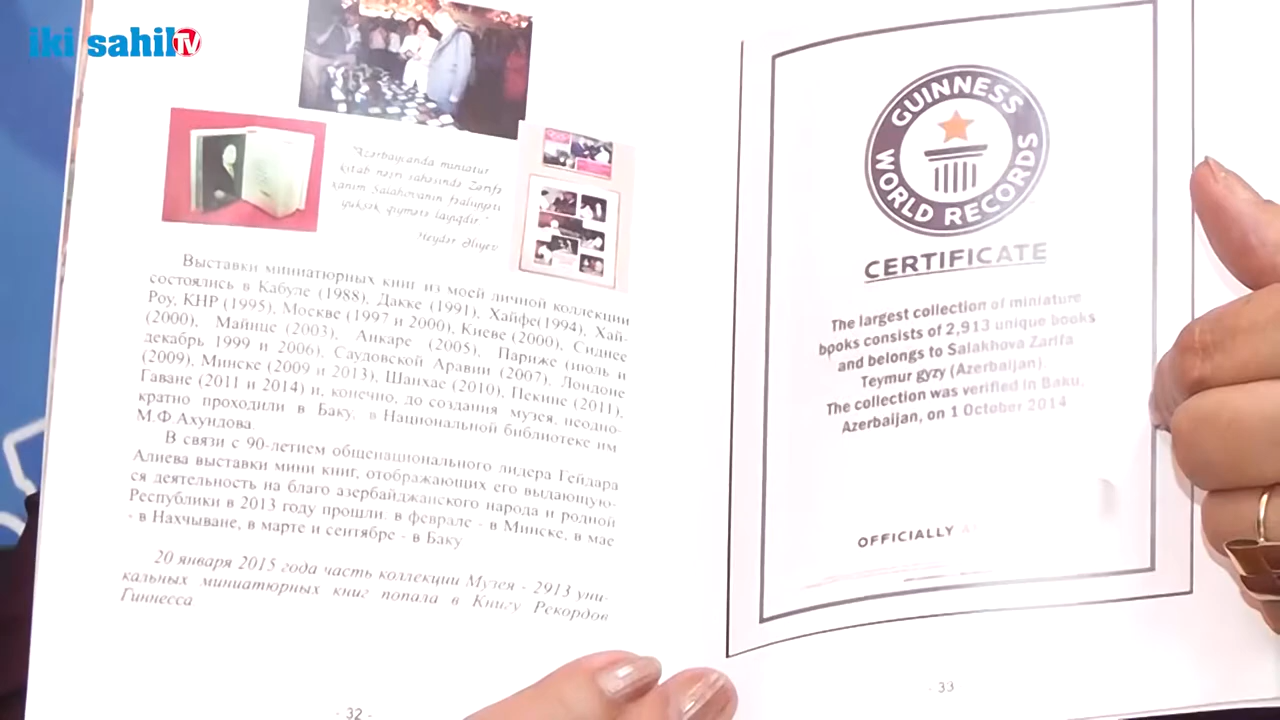 iki sahil TV
"Azərbaycanda miniatür
kitab nəşri sahəsində Zərifə
xanım Salahovanın fəaliyyəti
yüksək qiymətə layiqdir."
Heydər Əliyev
Выставки миниатюрных книг из моей личной коллекции
состоялись в Кабуле (1988), Дакке (1991), Хайфе(1994), Хай-
Роу, КНР (1995), Москве (1997 и 2000), Киеве (2000), Сиднее
(2000), Майнце (2003), Анкаре (2005), Париже (июль и
декабрь 1999 и 2006), Саудовской Аравии (2007), Лондоне
(2009), Минске (2009 и 2013), Шанхае (2010), Пекине (2011),
Гаване (2011 и 2014) и, конечно, до создания музея, неодно-
кратно проходили в Баку, в Национальной библиотеке им
М.Ф.Ахундова.
В связи с 90-летием общенационального лидера Гейдара
Алиева выставки мини книг, отображающих его выдающую-
ся деятельность на благо азербайджанского народа и родной
Республики в 2013 году прошли: в феврале - в Минске, в мае
- в Нахчыване, в марте и сентябре - в Баку
20 января 2015 года часть коллекции Музея - 2913 уни-
кальных миниатюрных книг попала в Книгу Рекордов
Гиннесса
- 32 -
GUINNESS
WORLD RECORDS
CERTIFICATE
The largest collection of miniature
books consists of 2,913 unique books
and belongs to Salakhova Zarifa
Teymur gyzy (Azerbaijan).
The collection was verified in Baku,
Azerbaijan, on 1 October 2014
OFFICIALLY
- 33